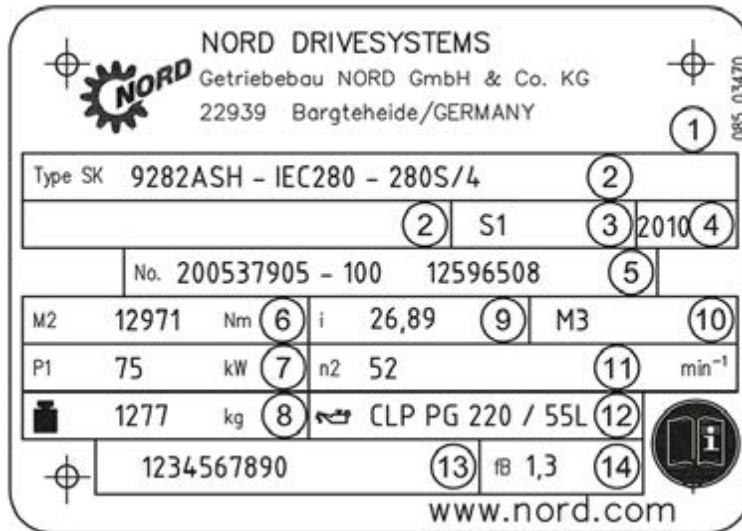 NORD DRIVESYSTEMS
NORD
Getriebebau NORD GmbH & Co. KG
22939 Bargteheide/GERMANY
085 03470
1
Type SK 9282ASH - IEC280 - 280S/4 2
2 S1 3 2010 4
No. 200537905 - 100 12596508 5
M2 12971 Nm 6 i 26,89 9 M3 10
P1 75 kW 7 n2 52 11 min⁻¹
1277 kg 8 CLP PG 220 / 55L 12
1234567890 13 fB 1,3 14
www.nord.com